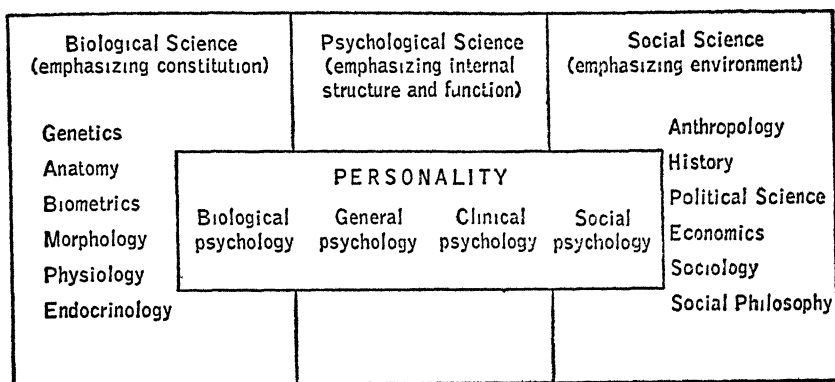 Biological Science
(emphasizing constitution)
Psychological Science
(emphasizing internal
structure and function)
Social Science
(emphasizing environment)
Genetics
Anatomy
Biometrics
Morphology
Physiology
Endocrinology
PERSONALITY
Biological
psychology
General
psychology
Clinical
psychology
Social
psychology
Anthropology
History
Political Science
Economics
Sociology
Social Philosophy